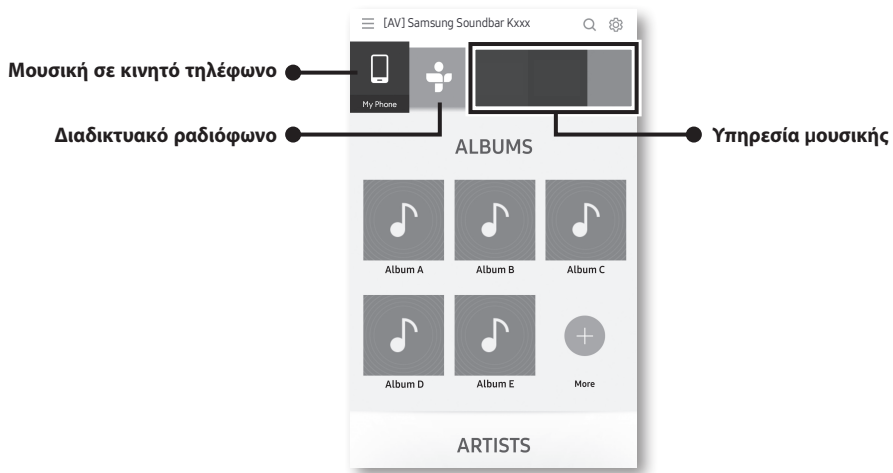 [AV] Samsung Soundbar Kxxx
Μουσική σε κινητό τηλέφωνο
My Phone
Διαδικτυακό ραδιόφωνο
Υπηρεσία μουσικής
ALBUMS
Album A
Album B
Album C
Album D
Album E
More
ARTISTS